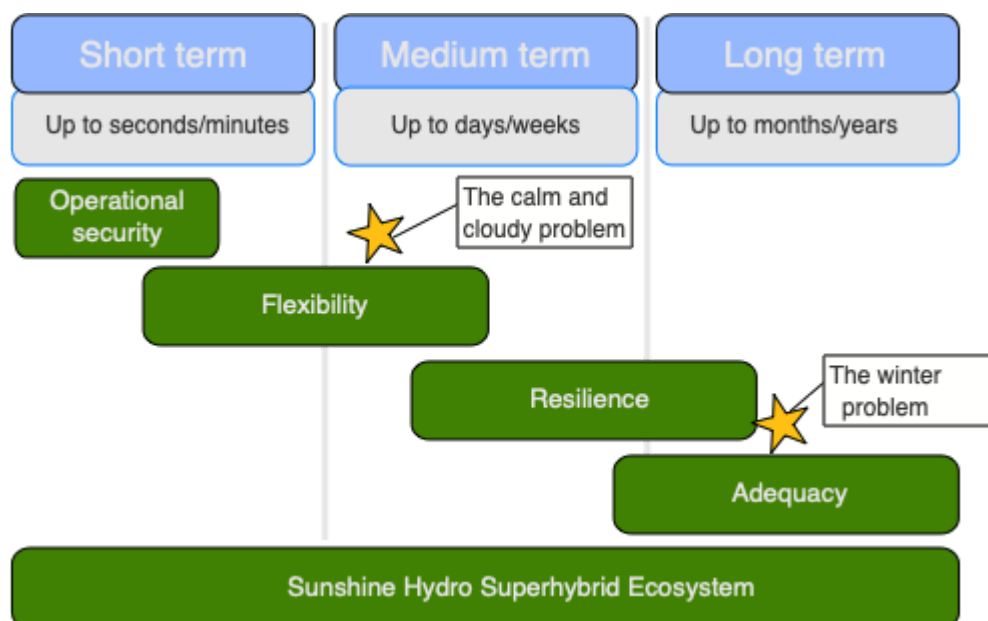 Short term
Medium term
Long term
Up to seconds/minutes
Up to days/weeks
Up to months/years
Operational
security
The calm and
cloudy problem
Flexibility
Resilience
The winter
problem
Adequacy
Sunshine Hydro Superhybrid Ecosystem